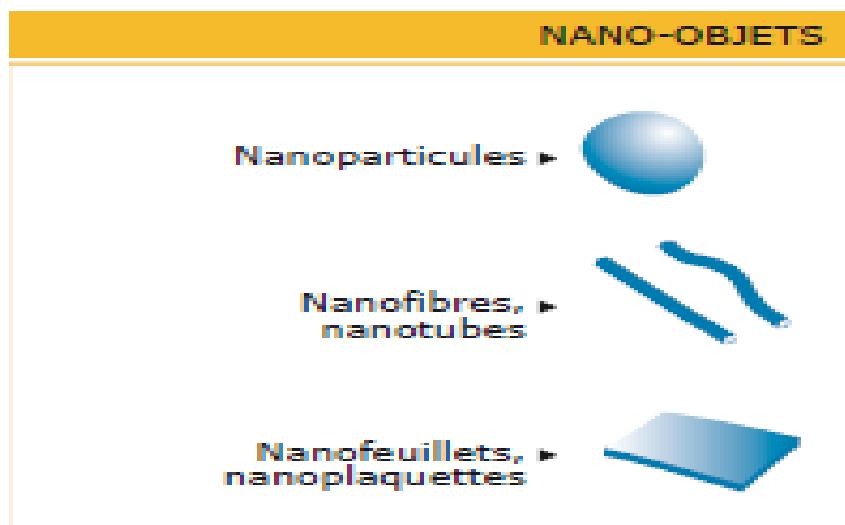 NANO-OBJETS
Nanoparticules ►
Nanofibres, ►
nanotubes
Nanofeuillets, ►
nanoplaquettes